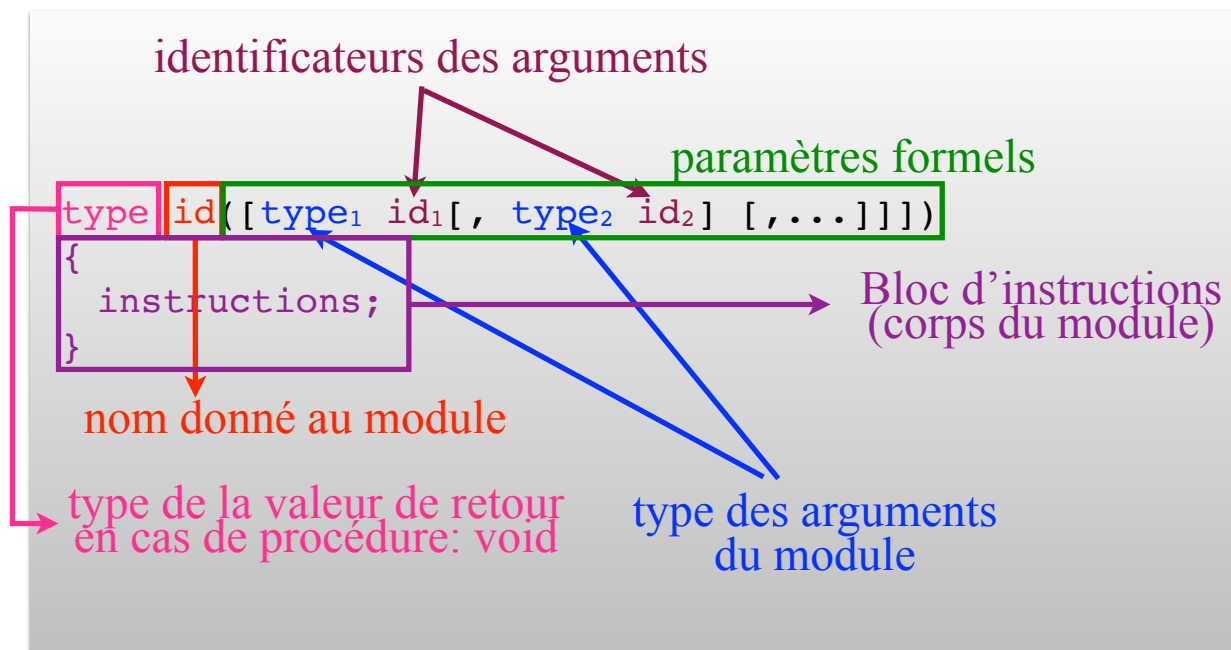 identificateurs des arguments
paramètres formels
type id([type₁ id₁[, type₂ id₂] [,...]]])
{
instructions;
}
Bloc d’instructions
(corps du module)
nom donné au module
type de la valeur de retour
en cas de procédure: void
type des arguments
du module